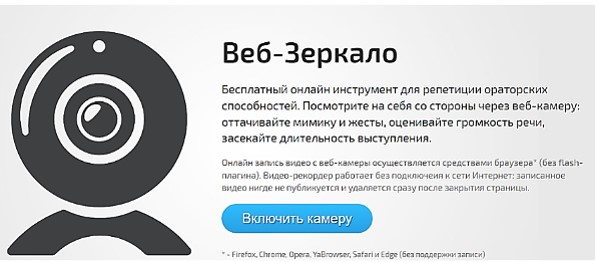 Веб-Зеркало
Бесплатный онлайн инструмент для репетиции ораторских
способностей. Посмотрите на себя со стороны через веб-камеру:
оттачивайте мимику и жесты, оценивайте громкость речи,
засекайте длительность выступления.
Онлайн запись видео с веб-камеры осуществляется средствами браузера* (без flash-
плагина). Видео-рекордер работает без подключения к сети Интернет: записанное
видео нигде не публикуется и удаляется сразу после закрытия страницы.
Включить камеру
* - Firefox, Chrome, Opera, YaBrowser, Safari и Edge (без поддержки записи)